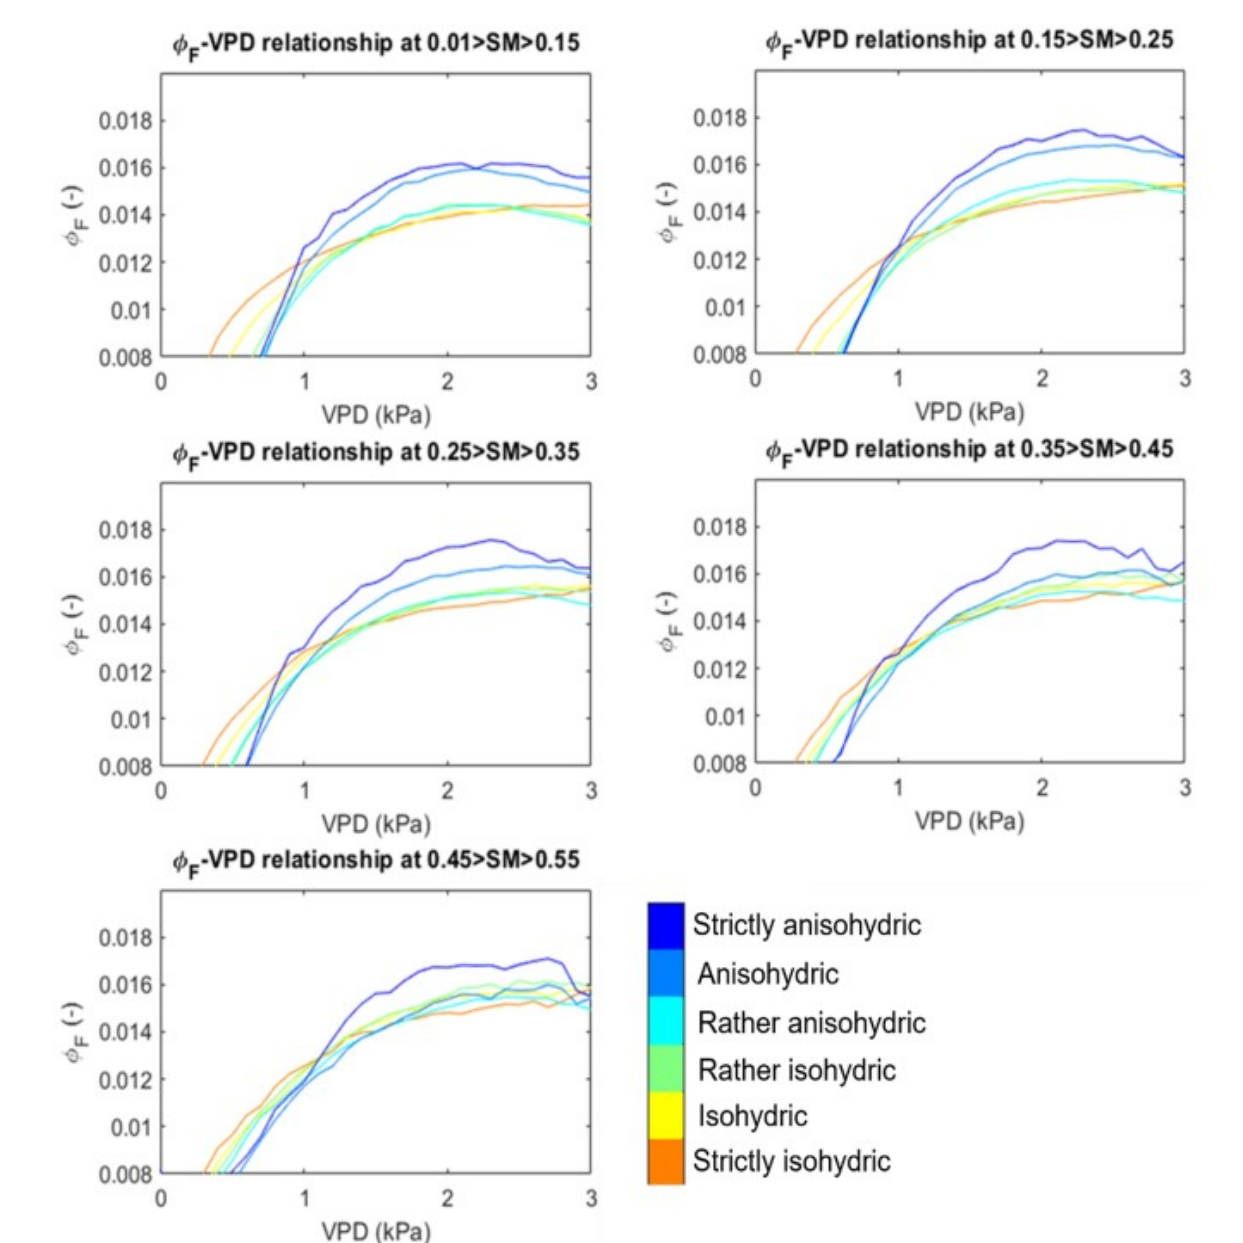 ϕF-VPD relationship at 0.01>SM>0.15
0.018
0.016
0.014
0.012
0.01
0.008
ϕF (-)
0 1 2 3
VPD (kPa)
ϕF-VPD relationship at 0.15>SM>0.25
0.018
0.016
0.014
0.012
0.01
0.008
ϕF (-)
0 1 2 3
VPD (kPa)
ϕF-VPD relationship at 0.25>SM>0.35
0.018
0.016
0.014
0.012
0.01
0.008
ϕF (-)
0 1 2 3
VPD (kPa)
ϕF-VPD relationship at 0.35>SM>0.45
0.018
0.016
0.014
0.012
0.01
0.008
ϕF (-)
0 1 2 3
VPD (kPa)
ϕF-VPD relationship at 0.45>SM>0.55
0.018
0.016
0.014
0.012
0.01
0.008
ϕF (-)
0 1 2 3
VPD (kPa)
Strictly anisohydric
Anisohydric
Rather anisohydric
Rather isohydric
Isohydric
Strictly isohydric